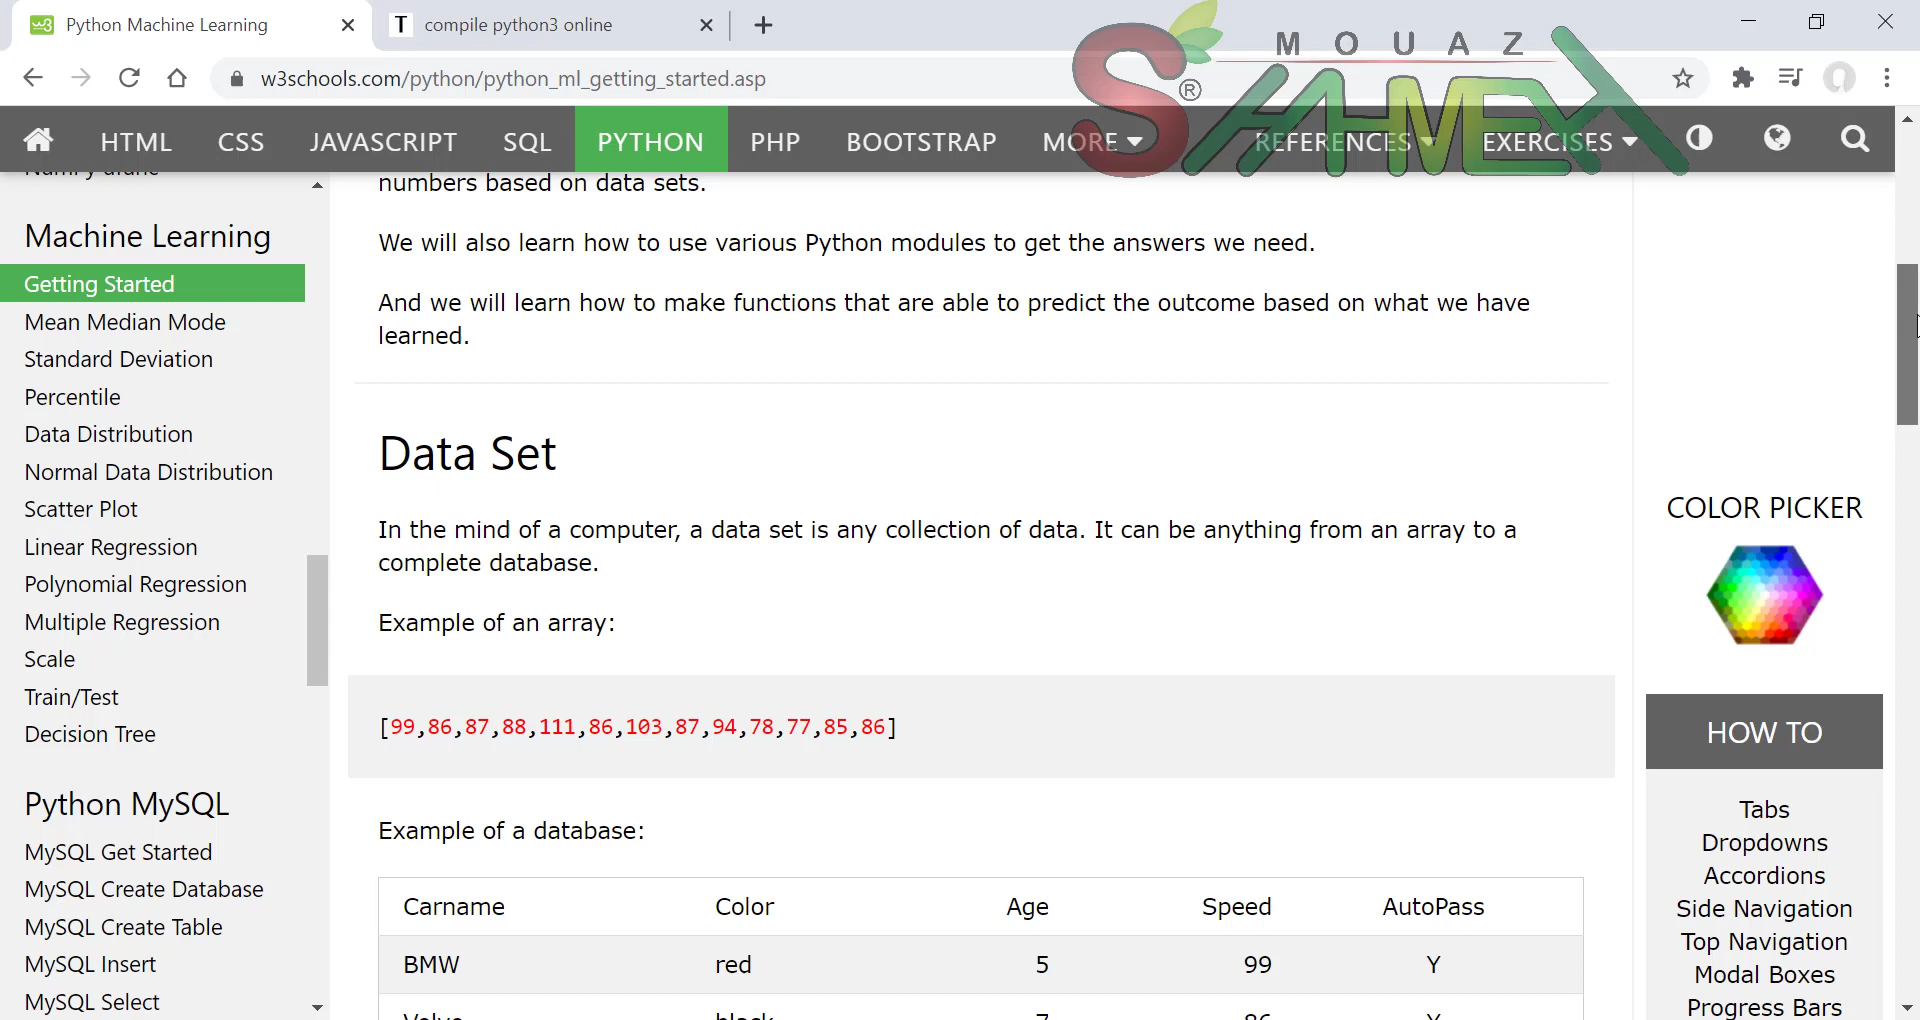 Python Machine Learning
compile python3 online
w3schools.com/python/python_ml_getting_started.asp
MOUAZ
SHAHMEX
®
HTML
CSS
JAVASCRIPT
SQL
PYTHON
PHP
BOOTSTRAP
MORE
REFERENCES
EXERCISES
Machine Learning
Getting Started
Mean Median Mode
Standard Deviation
Percentile
Data Distribution
Normal Data Distribution
Scatter Plot
Linear Regression
Polynomial Regression
Multiple Regression
Scale
Train/Test
Decision Tree
Python MySQL
MySQL Get Started
MySQL Create Database
MySQL Create Table
MySQL Insert
MySQL Select
numbers based on data sets.
We will also learn how to use various Python modules to get the answers we need.
And we will learn how to make functions that are able to predict the outcome based on what we have
learned.
Data Set
In the mind of a computer, a data set is any collection of data. It can be anything from an array to a
complete database.
Example of an array:
[99,86,87,88,111,86,103,87,94,78,77,85,86]
Example of a database:
Carname Color Age Speed AutoPass
BMW red 5 99 Y
Volvo black 7 86 Y
COLOR PICKER
HOW TO
Tabs
Dropdowns
Accordions
Side Navigation
Top Navigation
Modal Boxes
Progress Bars